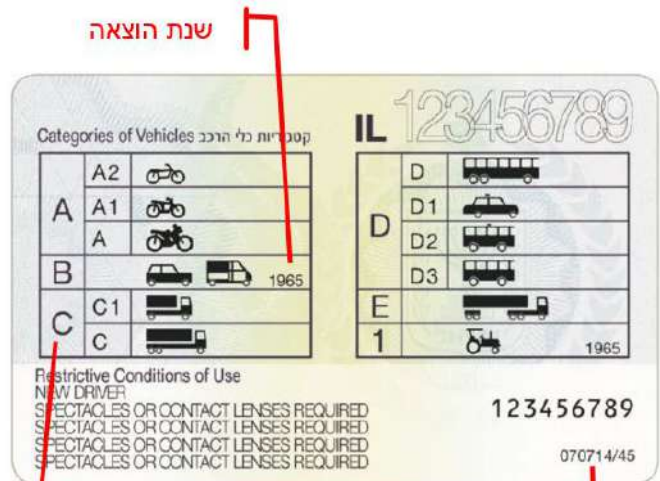 שנת הוצאה
IL 123456789
Categories of Vehicles קטגוריות כלי הרכב
A
A2
A1
A
B 1965
C
C1
C
D
D
D1
D2
D3
E
1 1965
Restrictive Conditions of Use
NEW DRIVER
SPECTACLES OR CONTACT LENSES REQUIRED
SPECTACLES OR CONTACT LENSES REQUIRED
SPECTACLES OR CONTACT LENSES REQUIRED
SPECTACLES OR CONTACT LENSES REQUIRED
123456789
070714/45